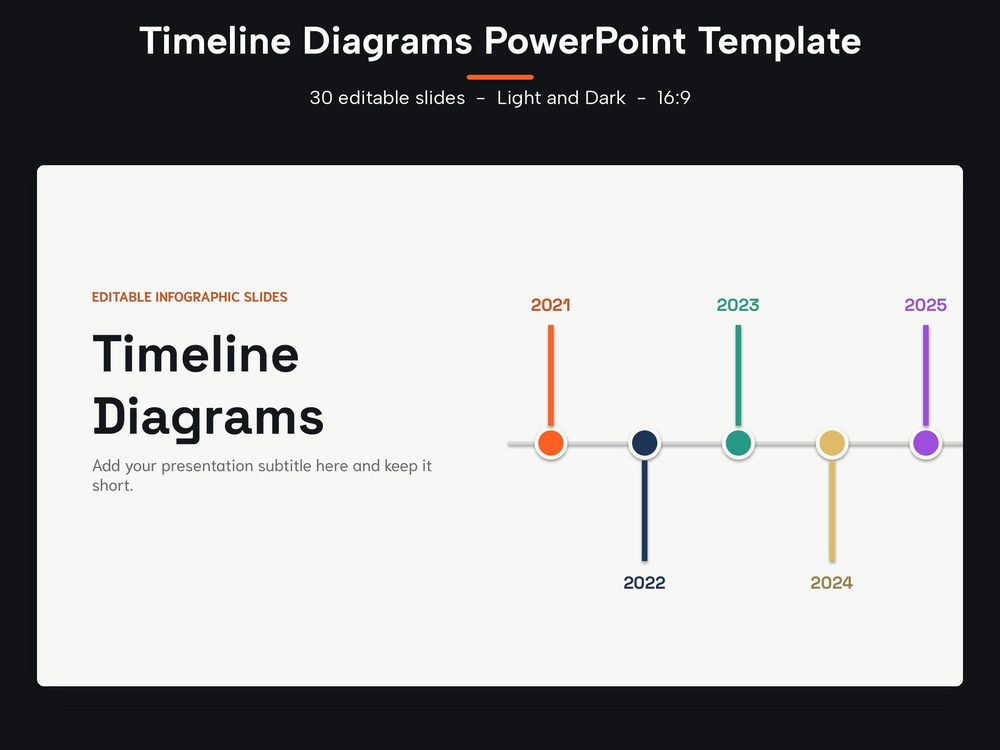 Timeline Diagrams PowerPoint Template
30 editable slides - Light and Dark - 16:9
EDITABLE INFOGRAPHIC SLIDES
Timeline
Diagrams
Add your presentation subtitle here and keep it
short.
2021
2023
2025
2022
2024